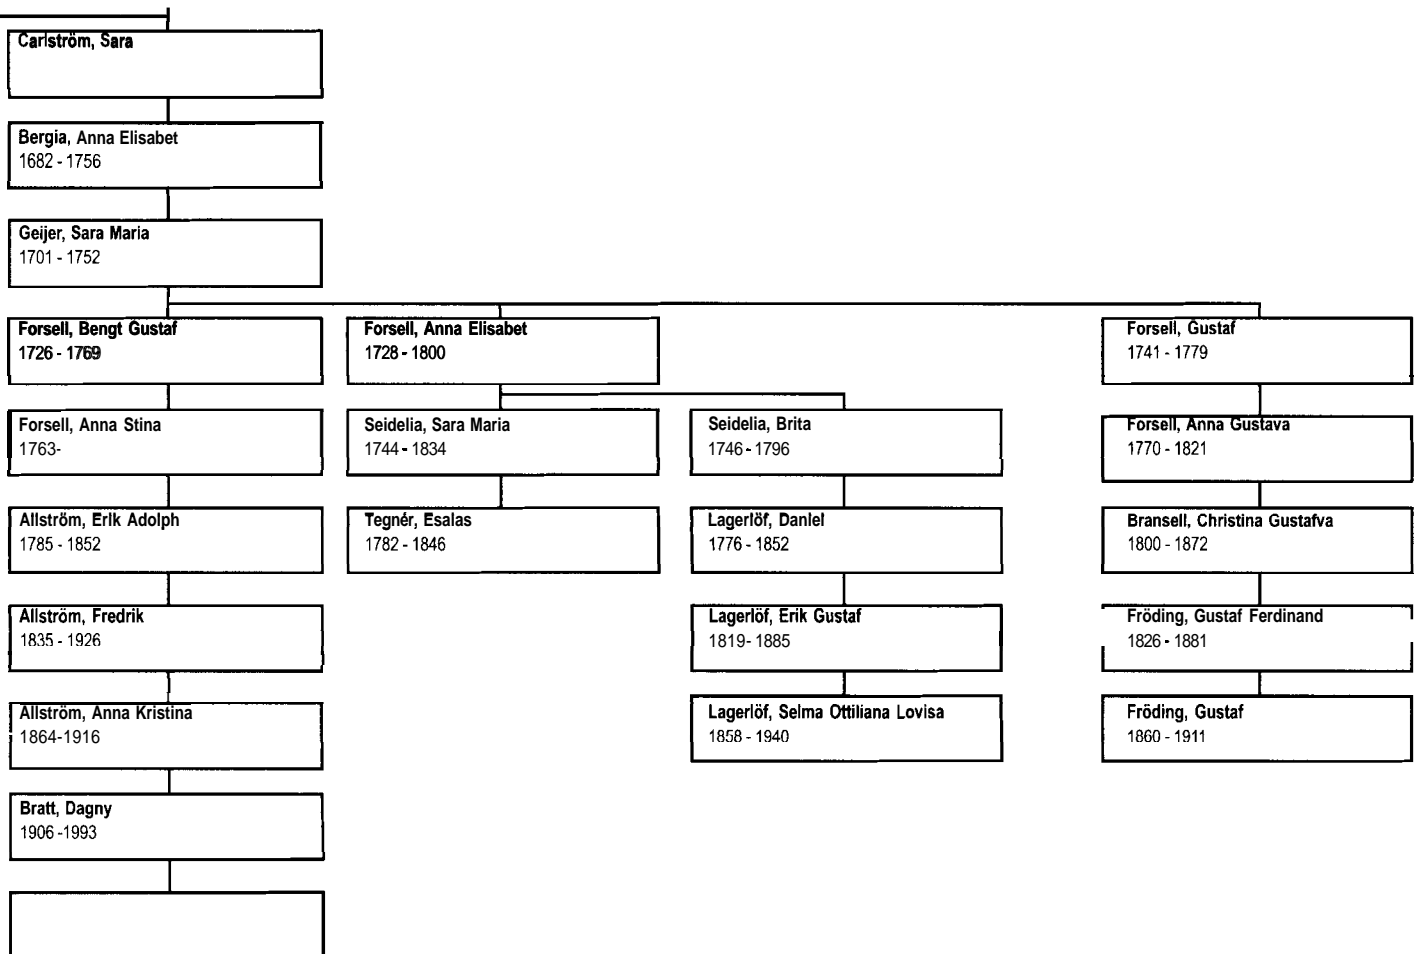 Carlström, Sara
Bergia, Anna Elisabet
1682 - 1756
Geijer, Sara Maria
1701 - 1752
Forsell, Bengt Gustaf
1726 - 1769
Forsell, Anna Elisabet
1728 - 1800
Forsell, Gustaf
1741 - 1779
Forsell, Anna Stina
1763-
Seidelia, Sara Maria
1744 - 1834
Seidelia, Brita
1746 - 1796
Forsell, Anna Gustava
1770 - 1821
Allström, Erlk Adolph
1785 - 1852
Tegnér, Esalas
1782 - 1846
Lagerlöf, Danlel
1776 - 1852
Bransell, Christina Gustafva
1800 - 1872
Allström, Fredrik
1835 - 1926
Lagerlöf, Erik Gustaf
1819- 1885
Fröding, Gustaf Ferdinand
1826 - 1881
Allström, Anna Kristina
1864-1916
Lagerlöf, Selma Ottiliana Lovisa
1858 - 1940
Fröding, Gustaf
1860 - 1911
Bratt, Dagny
1906 -1993